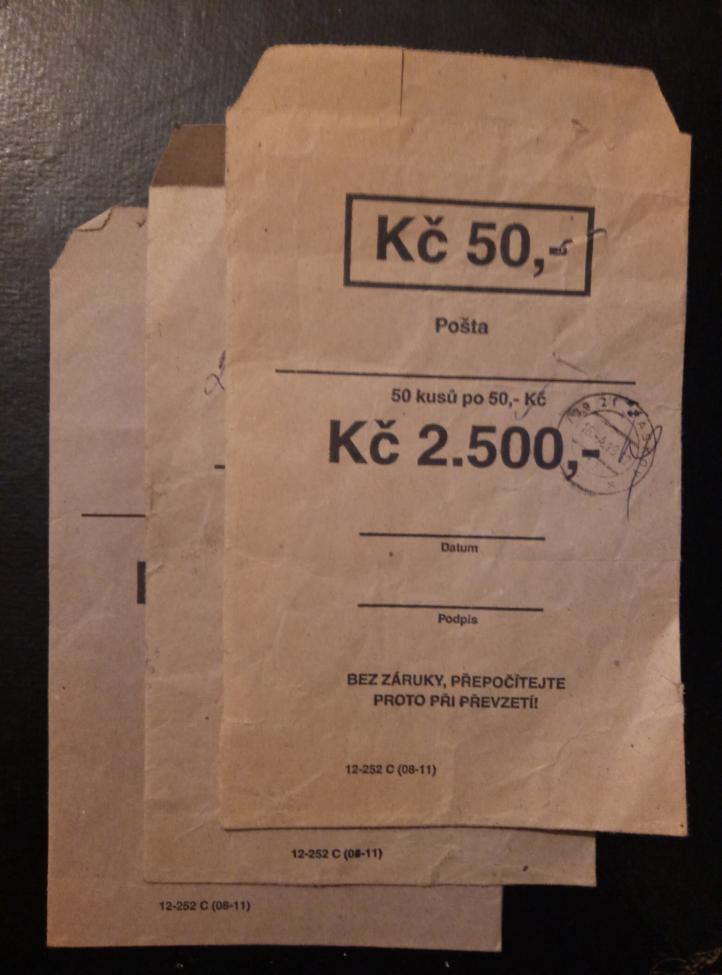 Kč 50,-
Pošta
50 kusů po 50,- Kč
Kč 2.500,-
Datum
Podpis
BEZ ZÁRUKY, PŘEPOČÍTEJTE
PROTO PŘI PŘEVZETÍ!
12-252 C (08-11)
12-252 C (08-11)
12-252 C (08-11)